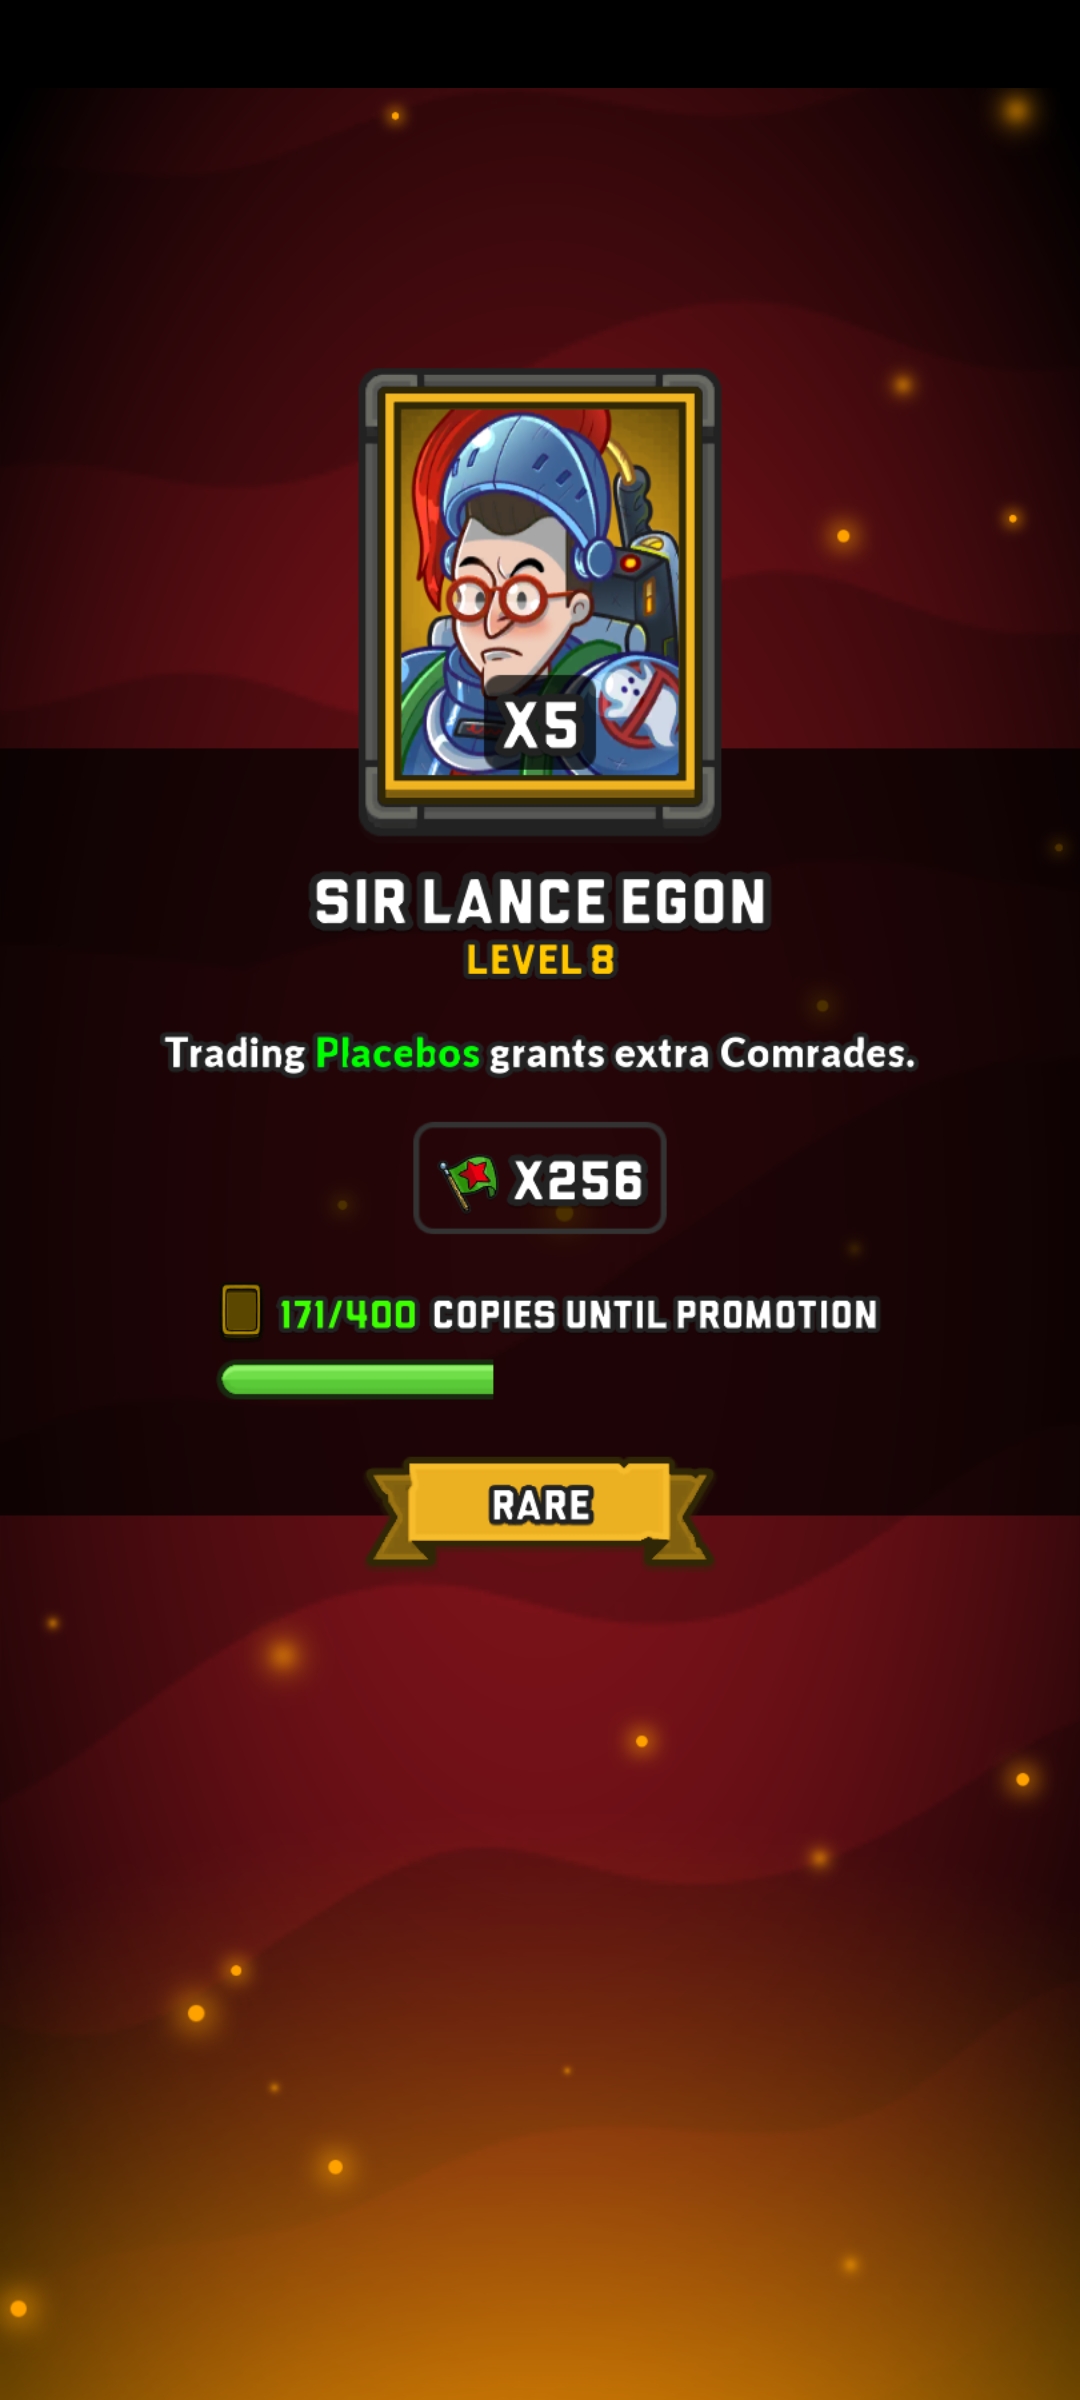 X5
SIR LANCE EGON
LEVEL 8
Trading Placebos grants extra Comrades.
X256
171/400 COPIES UNTIL PROMOTION
RARE